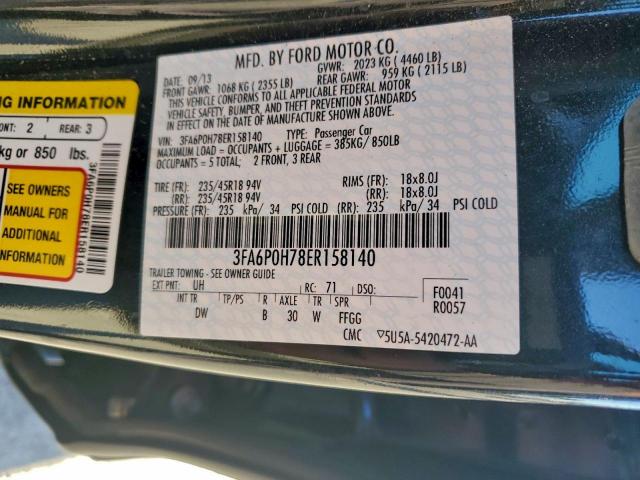 MFD. BY FORD MOTOR CO.
DATE: 09/13 GVWR: 2023 KG ( 4460 LB)
FRONT GAWR: 1068 KG ( 2355 LB) REAR GAWR: 959 KG ( 2115 LB)
THIS VEHICLE CONFORMS TO ALL APPLICABLE FEDERAL MOTOR
VEHICLE SAFETY, BUMPER, AND THEFT PREVENTION STANDARDS
IN EFFECT ON THE DATE OF MANUFACTURE SHOWN ABOVE.
VIN: 3FA6P0H78ER158140 TYPE: Passenger Car
MAXIMUM LOAD = OCCUPANTS + LUGGAGE = 385KG/ 850LB
OCCUPANTS = 5 TOTAL; 2 FRONT, 3 REAR
TIRE (FR): 235/45R18 94V RIMS (FR): 18x8.0J
(RR): 235/45R18 94V (RR): 18x8.0J
PRESSURE (FR): 235 kPa/ 34 PSI COLD (RR): 235 kPa/ 34 PSI COLD
3FA6P0H78ER158140
TRAILER TOWING - SEE OWNER GUIDE
EXT PNT: UH RC: 71 DSO: F0041
INT TR TP/PS R AXLE TR SPR R0057
DW B 30 W FFGG
CMC 5U5A-5420472-AA
NG INFORMATION
FRONT: 2 REAR: 3
kg or 850 lbs.
SEE OWNERS
MANUAL FOR
ADDITIONAL
INFORMATION
3FA6P0H78ER158140